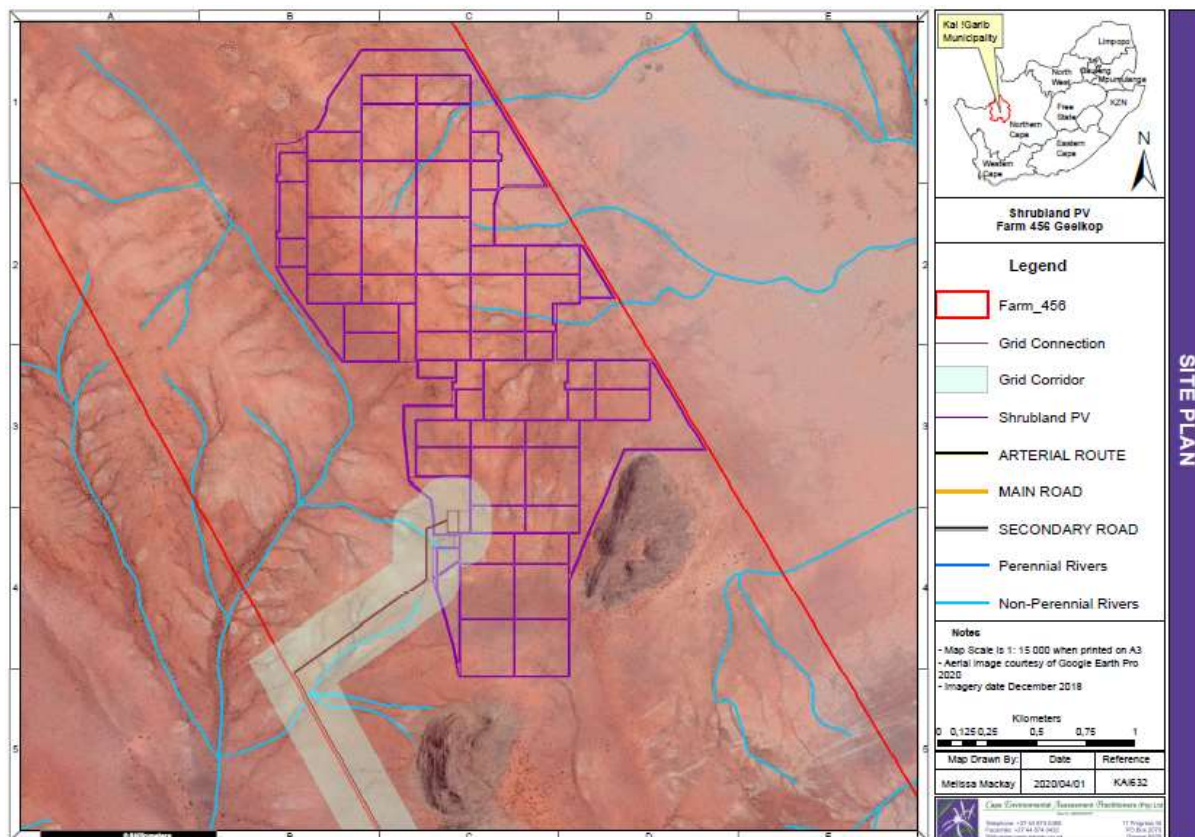 A
B
C
D
E
1
2
3
4
5
1
2
3
4
5
A
B
C
D
E
Kai !Garib
Municipality
Limpopo
North
West
Gauteng
Mpumulanga
Free
State
KZN
Northern
Cape
Eastern
Cape
Western
Cape
N
Shrubland PV
Farm 456 Geelkop
Legend
Farm_456
Grid Connection
Grid Corridor
Shrubland PV
ARTERIAL ROUTE
MAIN ROAD
SECONDARY ROAD
Perennial Rivers
Non-Perennial Rivers
Notes
- Map Scale is 1: 15 000 when printed on A3
- Aerial image courtesy of Google Earth Pro
2020
- Imagery date December 2018
Kilometers
0 0,125 0,25 0,5 0,75 1
Map Drawn By: Date Reference
Melissa Mackay 2020/04/01 KAI632
Cape Environmental Assessment Practitioners (Pty) Ltd
SITE PLAN